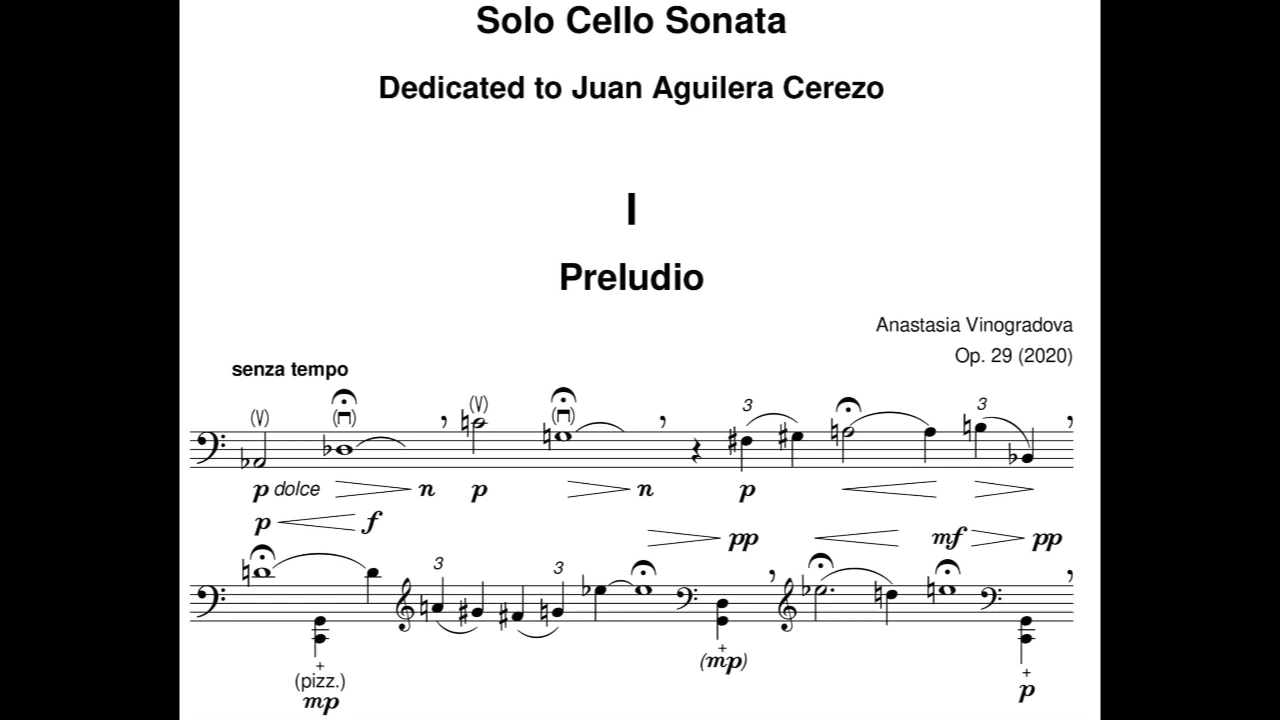 Solo Cello Sonata
Dedicated to Juan Aguilera Cerezo
I
Preludio
Anastasia Vinogradova
Op. 29 (2020)
senza tempo
(V) (V)
3 3
p dolce n p n p
p f pp mf pp
3 3
(mp)
(pizz.) p
mp